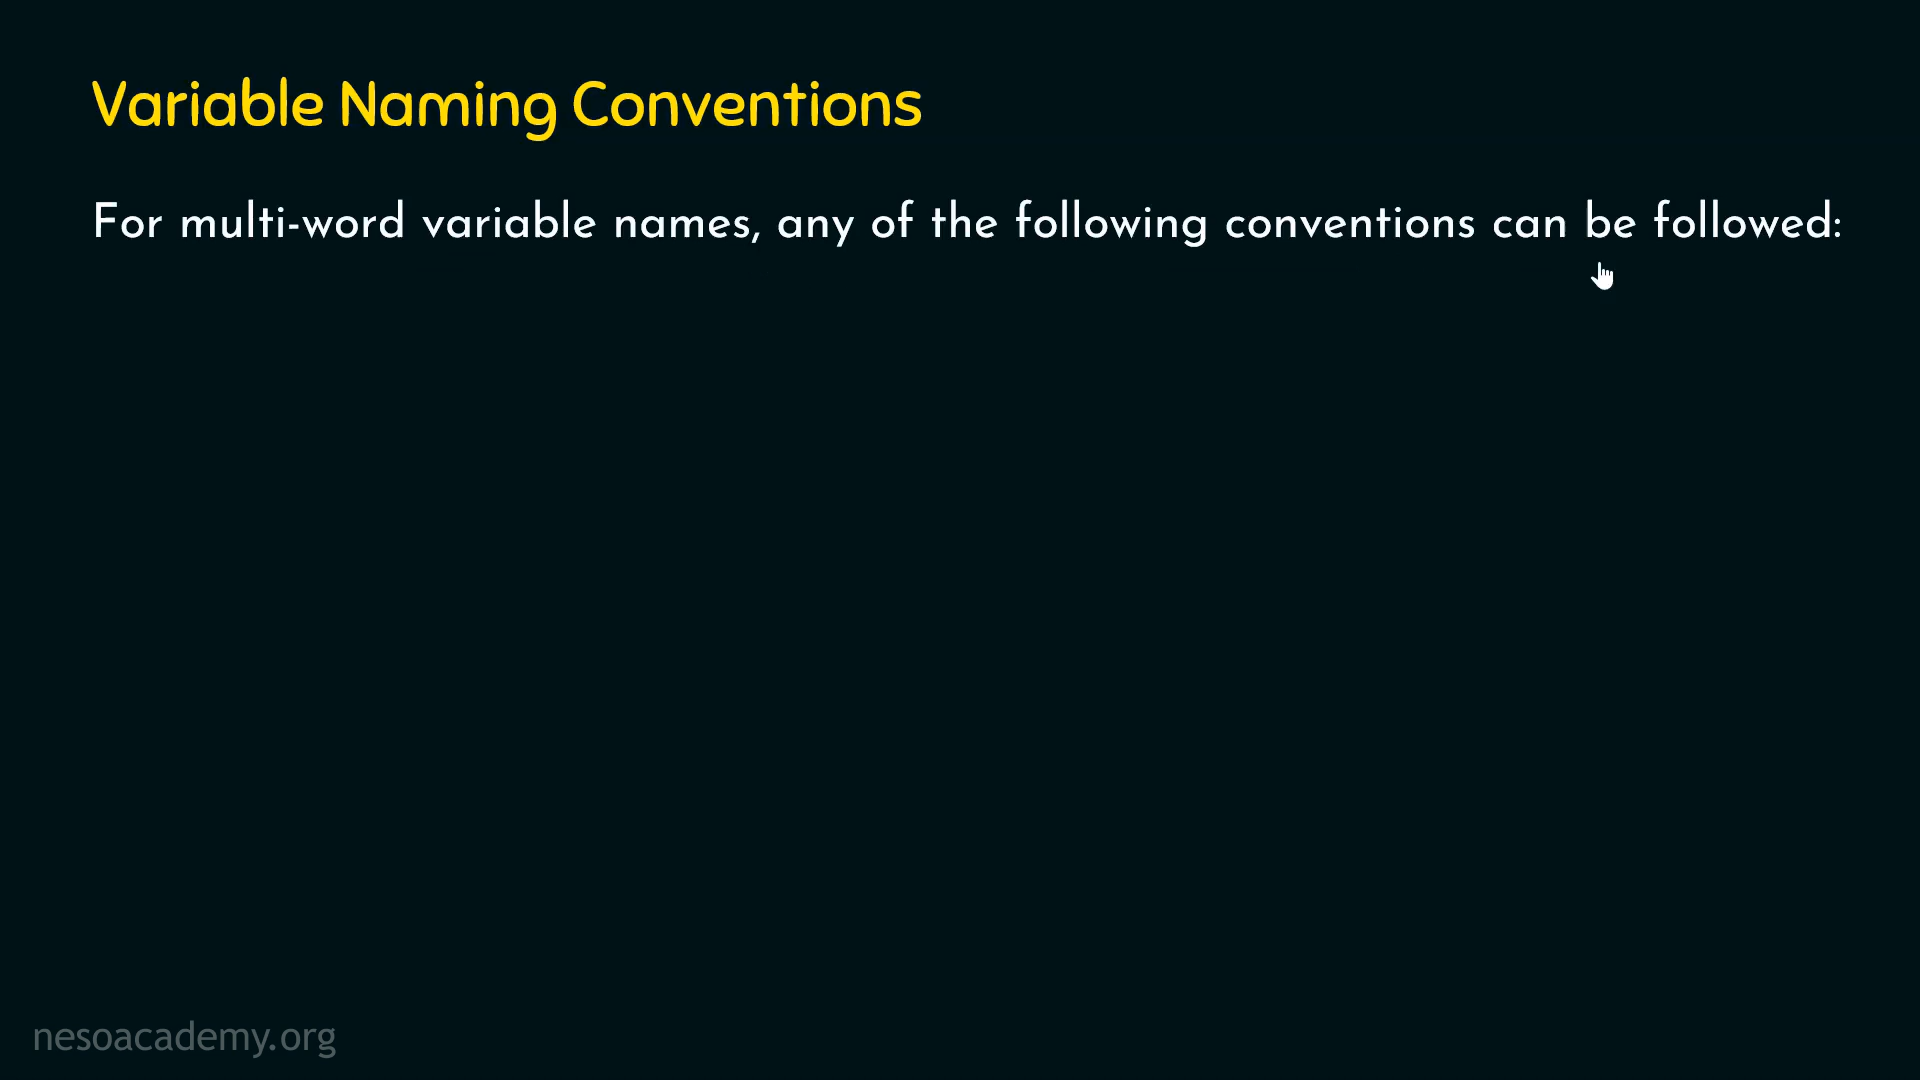 Variable Naming Conventions
For multi-word variable names, any of the following conventions can be followed:
nesoacademy.org